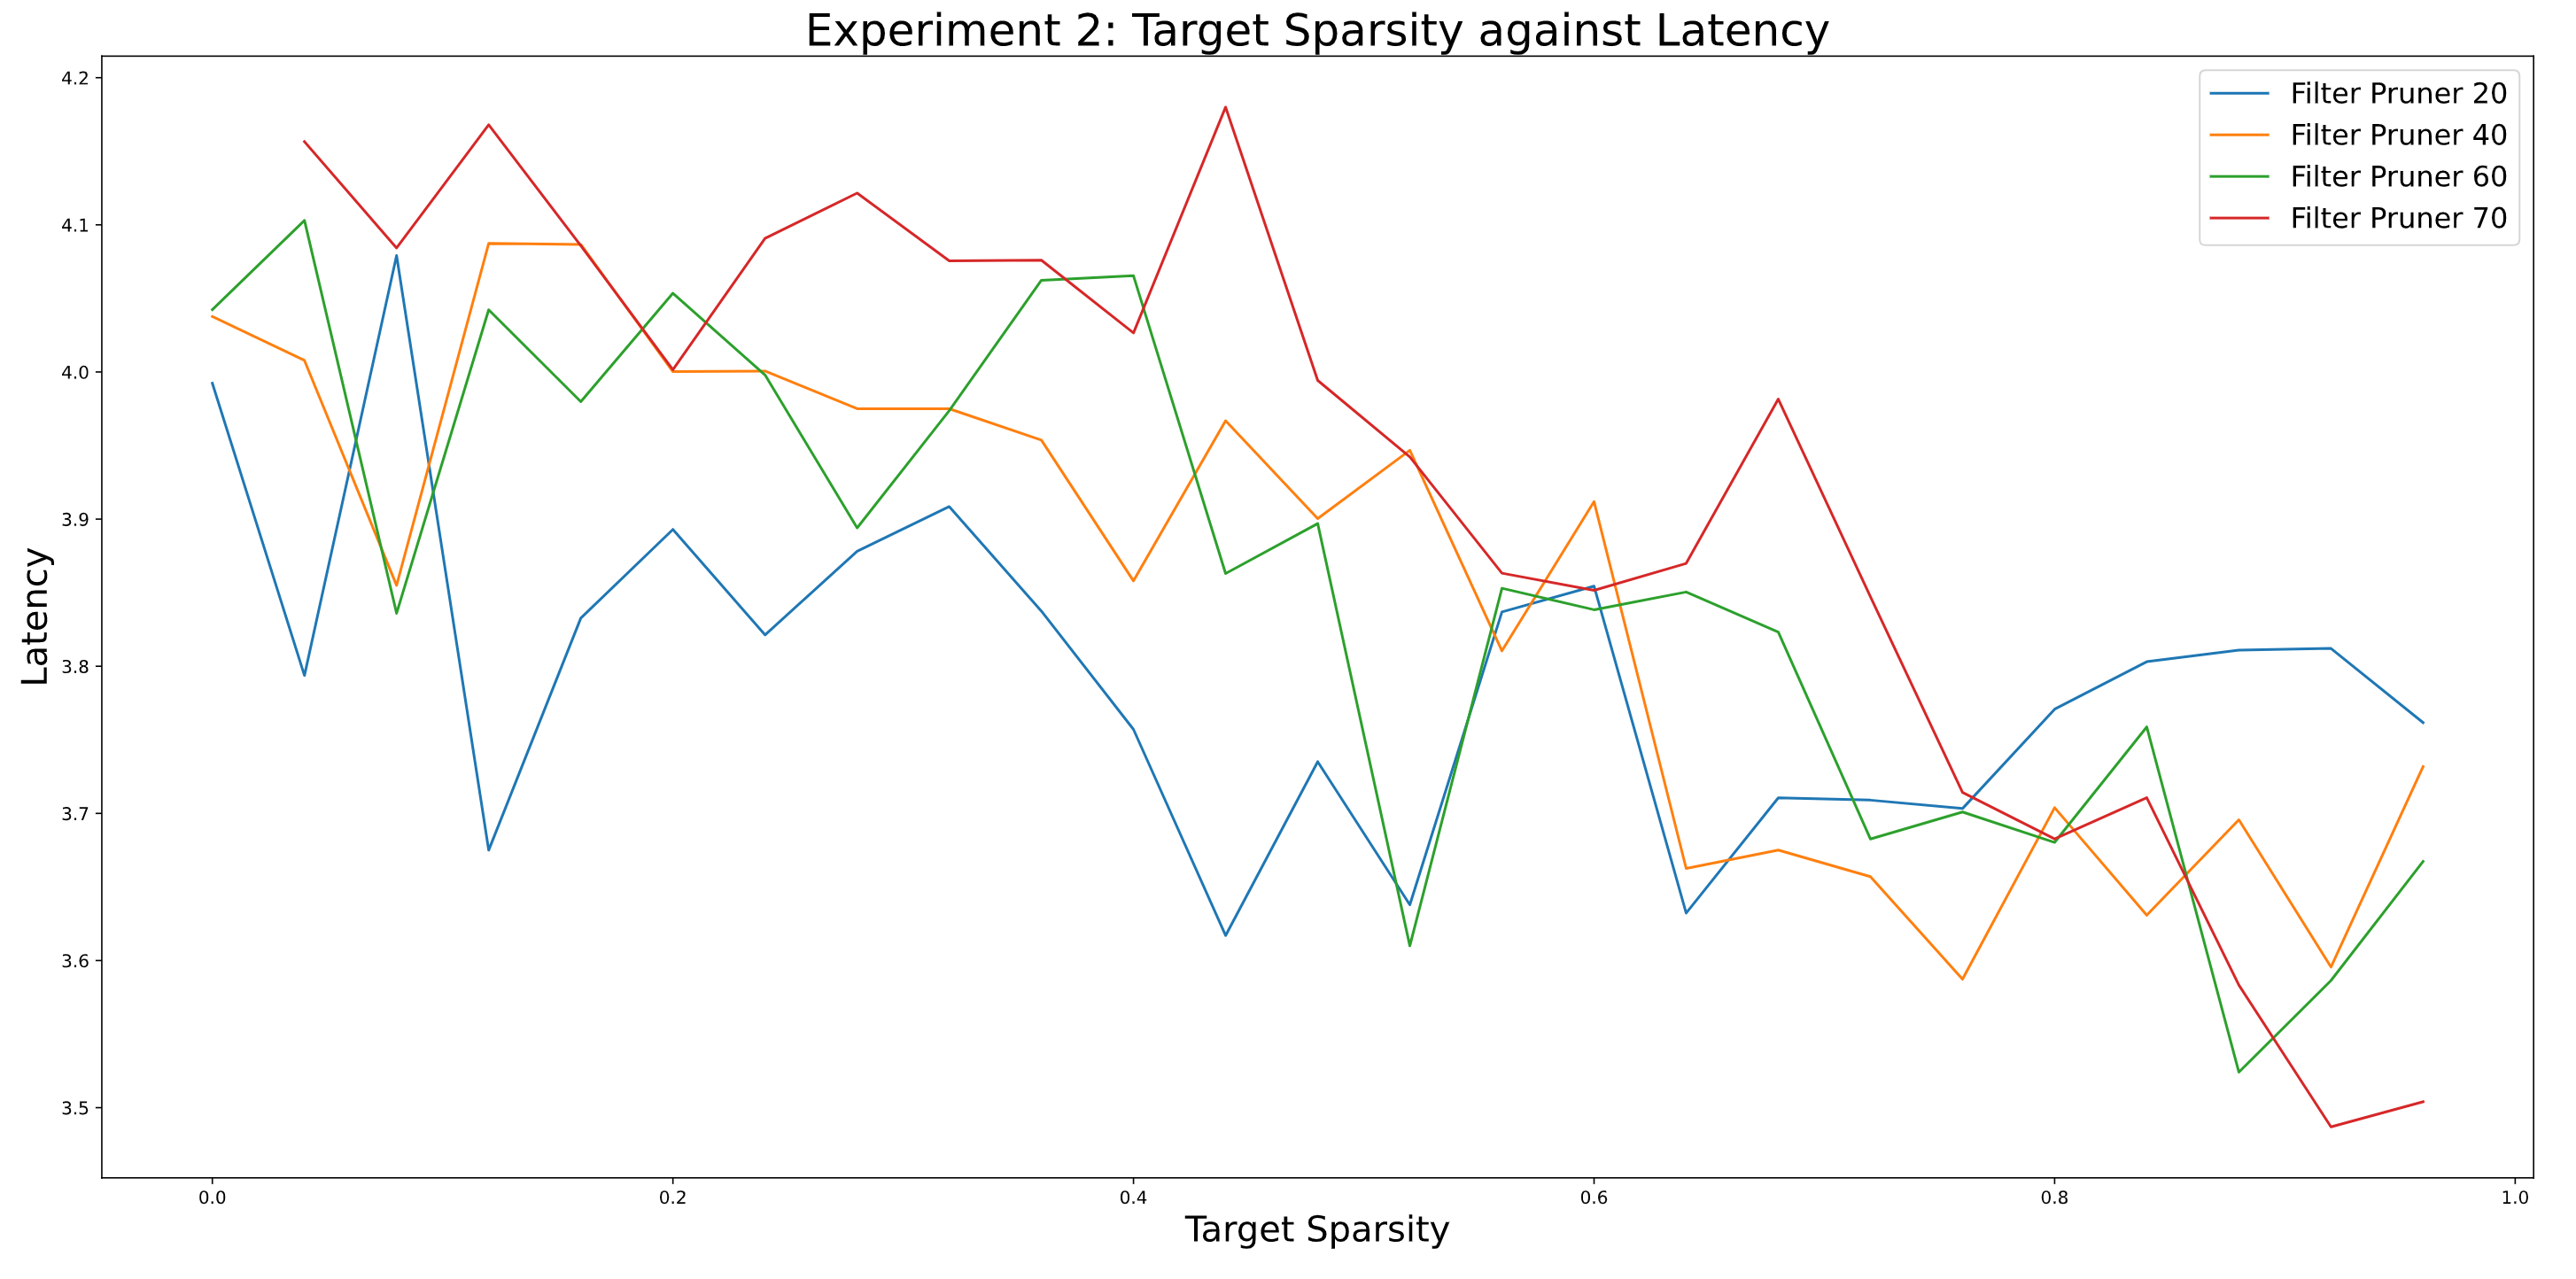 Experiment 2: Target Sparsity against Latency
Filter Pruner 20
Filter Pruner 40
Filter Pruner 60
Filter Pruner 70
Latency
4.2
4.1
4.0
3.9
3.8
3.7
3.6
3.5
0.0 0.2 0.4 0.6 0.8 1.0
Target Sparsity